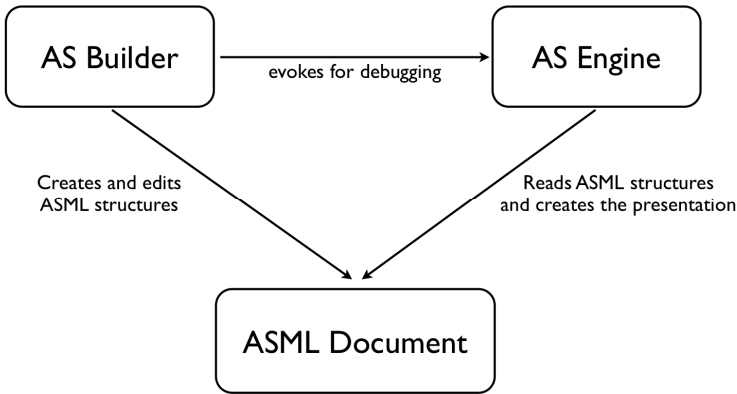 AS Builder
evokes for debugging
AS Engine
Creates and edits
ASML structures
Reads ASML structures
and creates the presentation
ASML Document